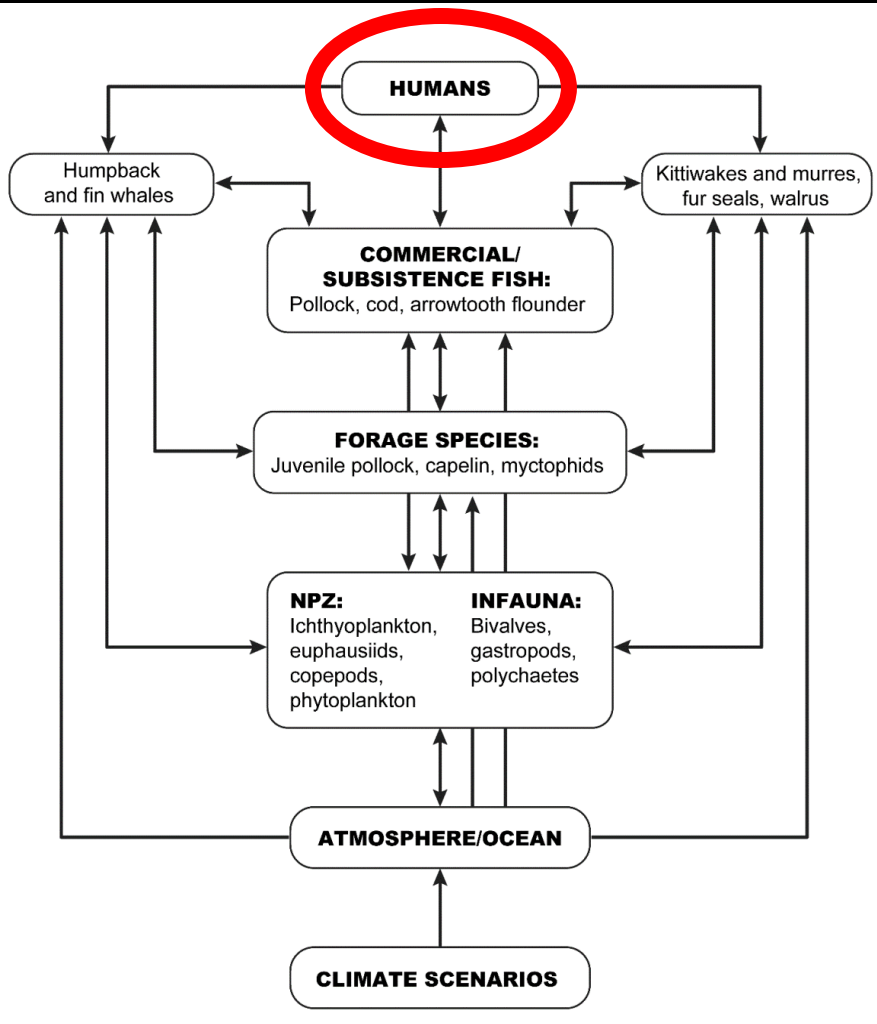 HUMANS
Humpback
and fin whales
Kittiwakes and murres,
fur seals, walrus
COMMERCIAL/
SUBSISTENCE FISH:
Pollock, cod, arrowtooth flounder
FORAGE SPECIES:
Juvenile pollock, capelin, myctophids
NPZ:
Ichthyoplankton,
euphausiids,
copepods,
phytoplankton
INFAUNA:
Bivalves,
gastropods,
polychaetes
ATMOSPHERE/OCEAN
CLIMATE SCENARIOS